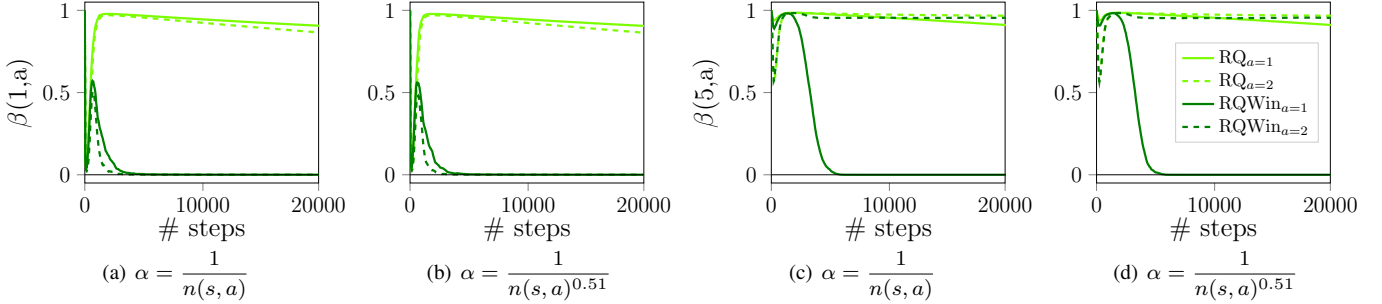 β(1,a)
1
0.5
0
0 10000 20000
# steps
(a) α = 1/n(s, a)
1
0.5
0
0 10000 20000
# steps
(b) α = 1/n(s, a)^0.51
β(5,a)
1
0.5
0
0 10000 20000
# steps
(c) α = 1/n(s, a)
1
0.5
0
RQ_a=1
RQ_a=2
RQWin_a=1
RQWin_a=2
0 10000 20000
# steps
(d) α = 1/n(s, a)^0.51